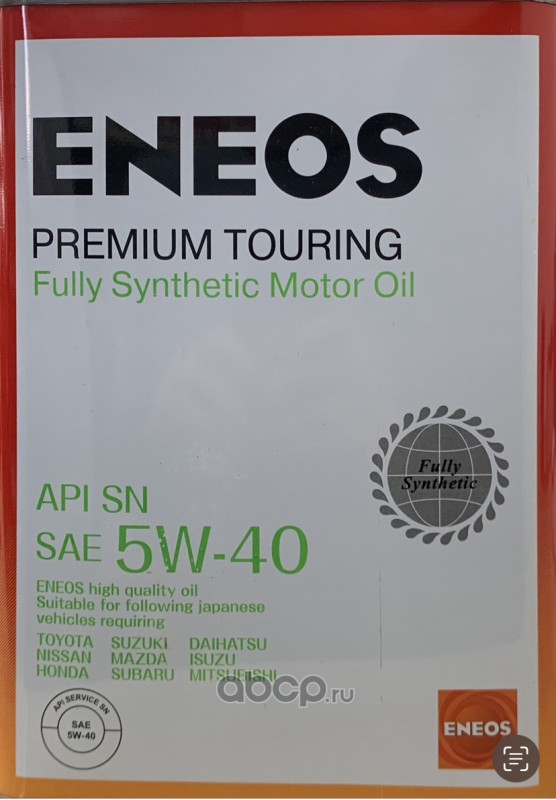 ENEOS
PREMIUM TOURING
Fully Synthetic Motor Oil
Fully
Synthetic
API SN
SAE 5W-40
ENEOS high quality oil
Suitable for following japanese
vehicles requiring
TOYOTA SUZUKI DAIHATSU
NISSAN MAZDA ISUZU
HONDA SUBARU MITSUBISHI
авср.ru
API SERVICE SN
SAE
5W-40
ENEOS